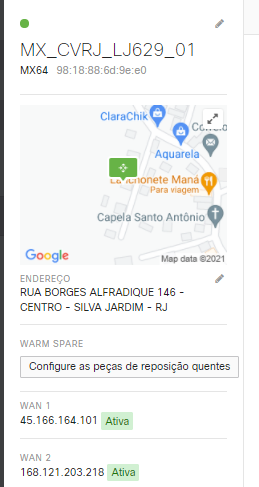 MX_CVRJ_LJ629_01
MX64 98:18:88:6d:9e:e0
ClaraChik
Aquarela
Lanchonete Mana
Para viagem
Capela Santo Antônio
Google
Map data ©2021
ENDEREÇO
RUA BORGES ALFRADIQUE 146 -
CENTRO - SILVA JARDIM - RJ
WARM SPARE
Configure as peças de reposição quentes
WAN 1
45.166.164.101 Ativa
WAN 2
168.121.203.218 Ativa